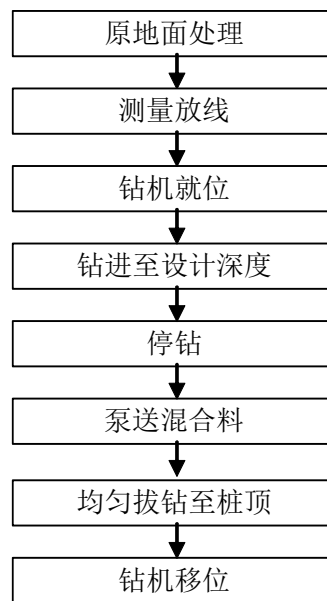 原地面处理
测量放线
钻机就位
钻进至设计深度
停钻
泵送混合料
均匀拔钻至桩顶
钻机移位